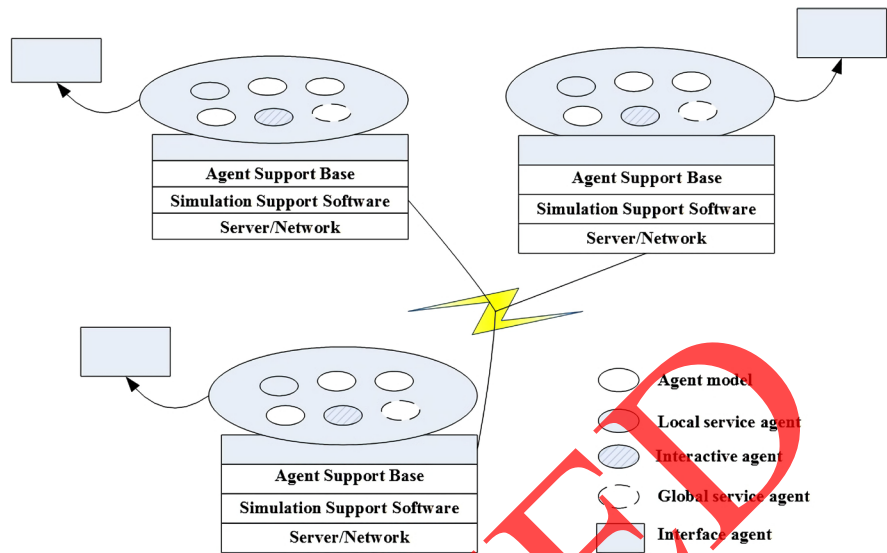 Agent Support Base
Simulation Support Software
Server/Network
Agent Support Base
Simulation Support Software
Server/Network
Agent Support Base
Simulation Support Software
Server/Network
Agent model
Local service agent
Interactive agent
Global service agent
Interface agent
ED